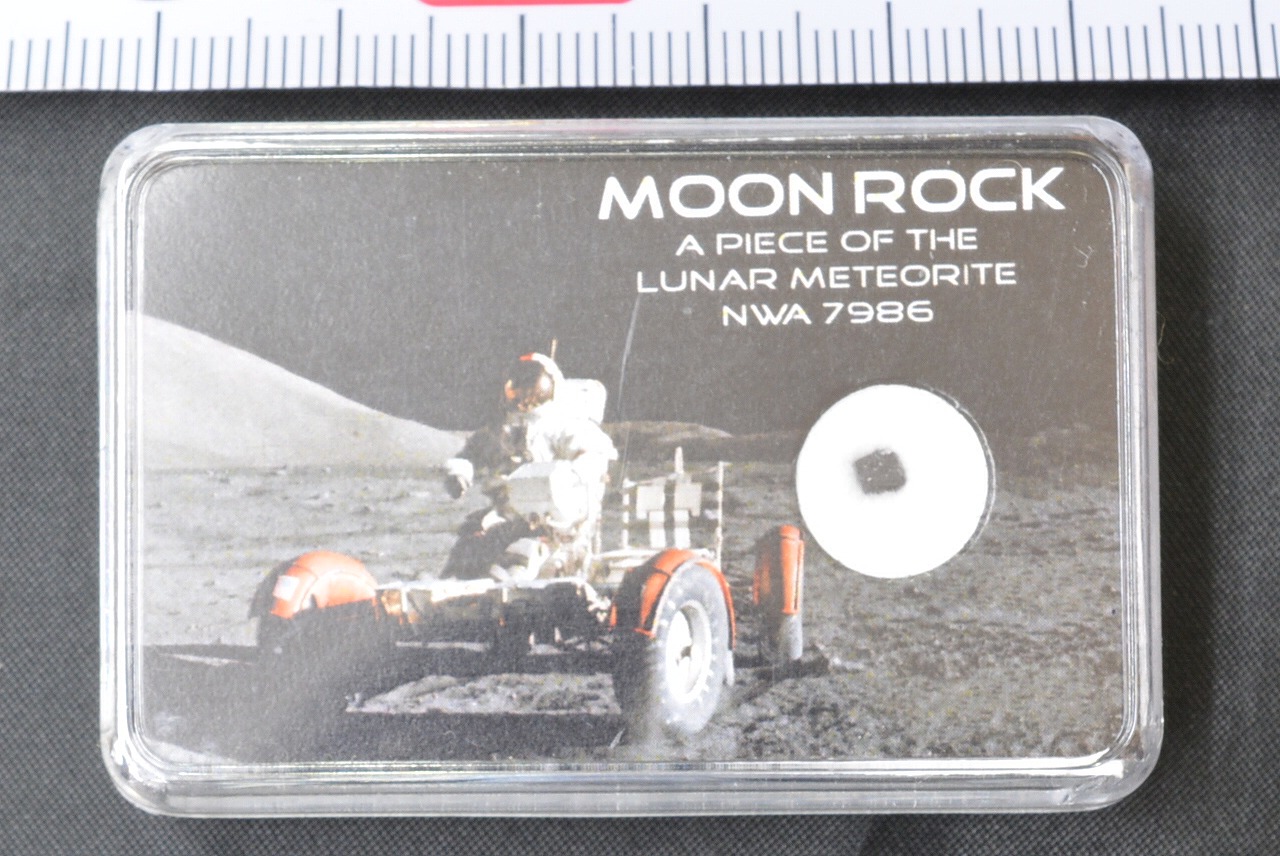 MOON ROCK
A PIECE OF THE
LUNAR METEORITE
NWA 7986